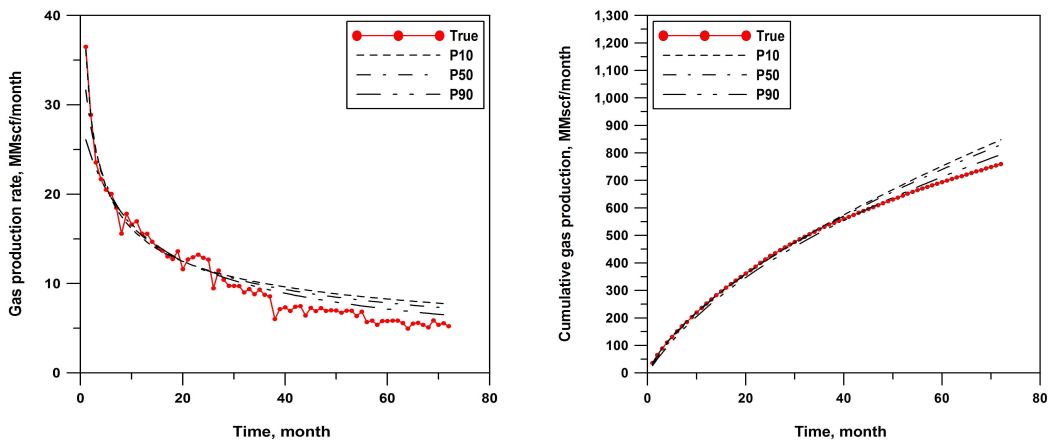 40
30
20
10
0
Gas production rate, MMscf/month
True
P10
P50
P90
0 20 40 60 80
Time, month
1,300
1,200
1,100
1,000
900
800
700
600
500
400
300
200
100
0
Cumulative gas production, MMscf/month
True
P10
P50
P90
0 20 40 60 80
Time, month